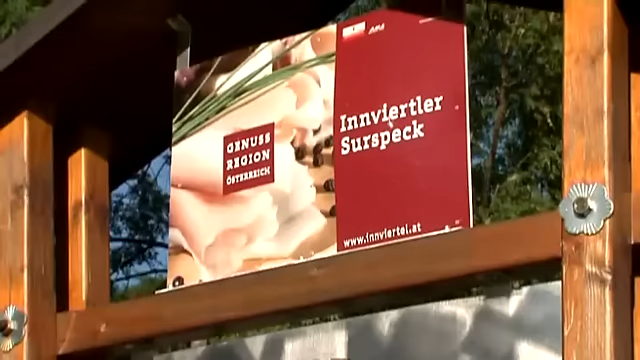 GENUSS
REGION
ÖSTERREICH
Innviertler
Surspeck
www.innviertel.at